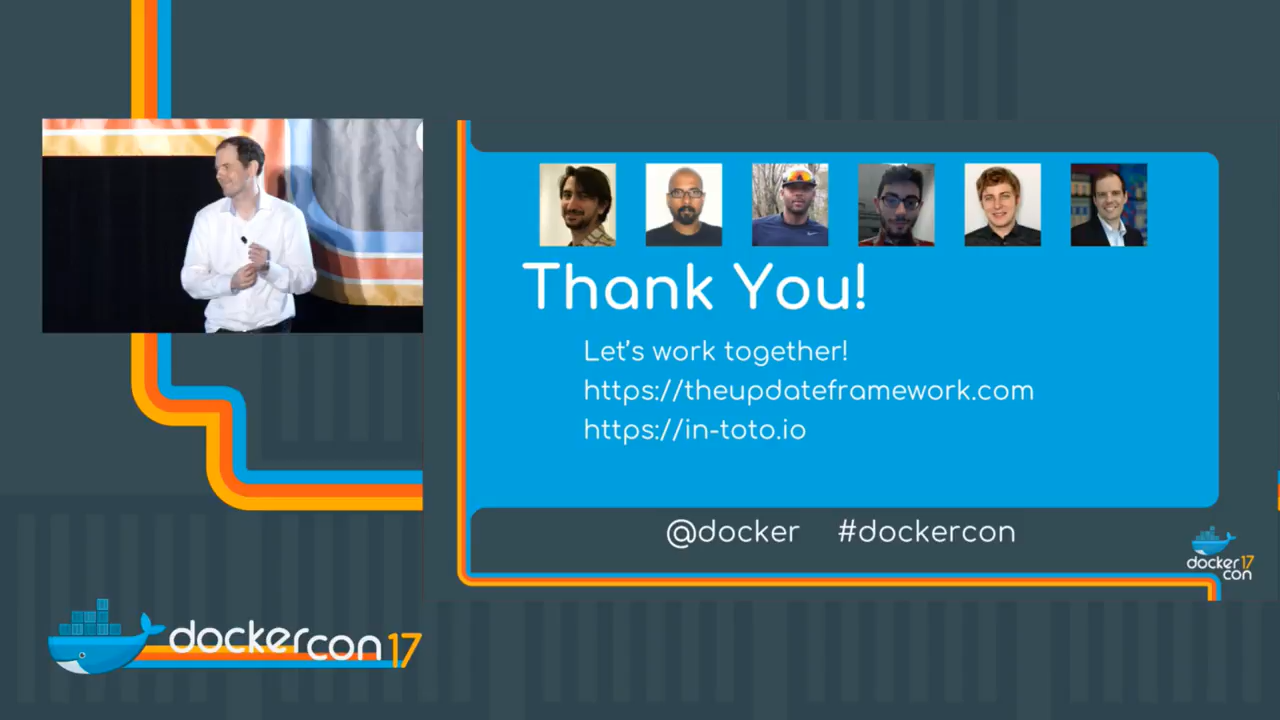 Thank You!
Let's work together!
https://theupdateframework.com
https://in-toto.io
@docker #dockercon
docker 17
con
dockercon 17